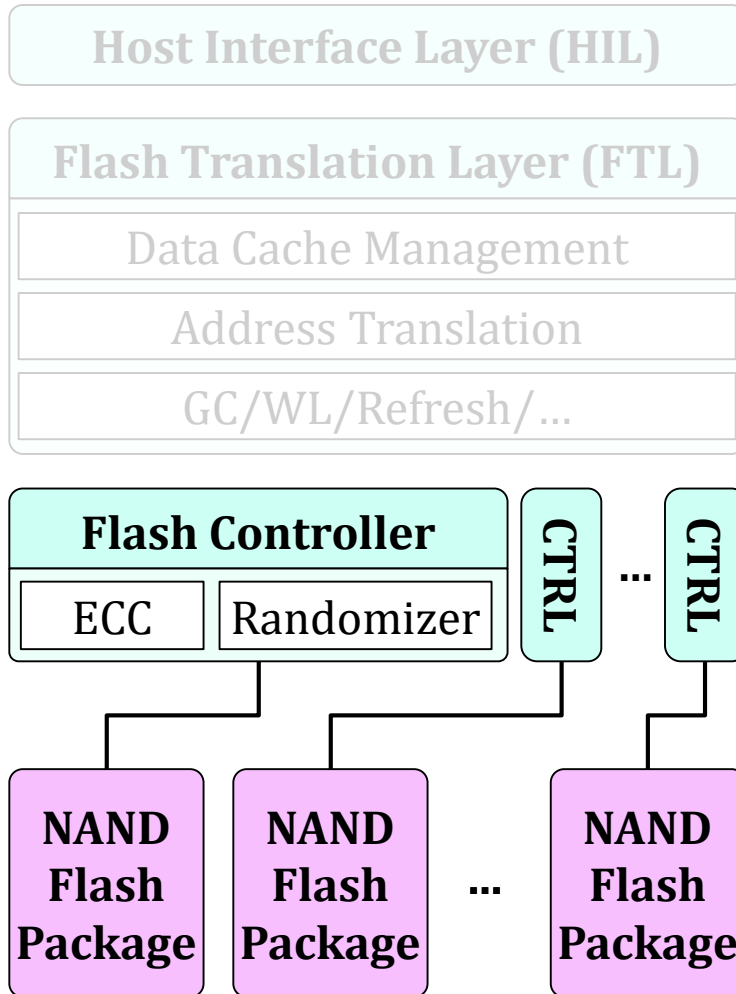 Host Interface Layer (HIL)
Flash Translation Layer (FTL)
Data Cache Management
Address Translation
GC/WL/Refresh/…
Flash Controller
ECC
Randomizer
CTRL
...
CTRL
NAND
Flash
Package
NAND
Flash
Package
...
NAND
Flash
Package